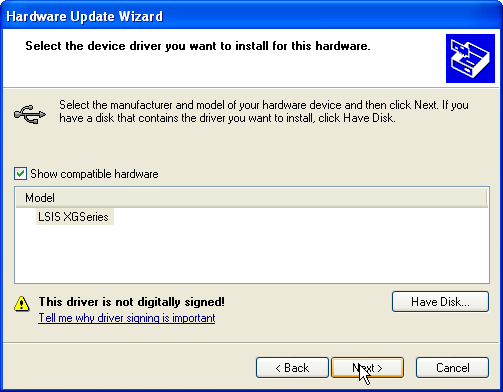 Hardware Update Wizard
Select the device driver you want to install for this hardware.
Select the manufacturer and model of your hardware device and then click Next. If you
have a disk that contains the driver you want to install, click Have Disk.
Show compatible hardware
Model
LSIS XGSeries
This driver is not digitally signed!
Have Disk...
Tell me why driver signing is important
< Back
Next >
Cancel